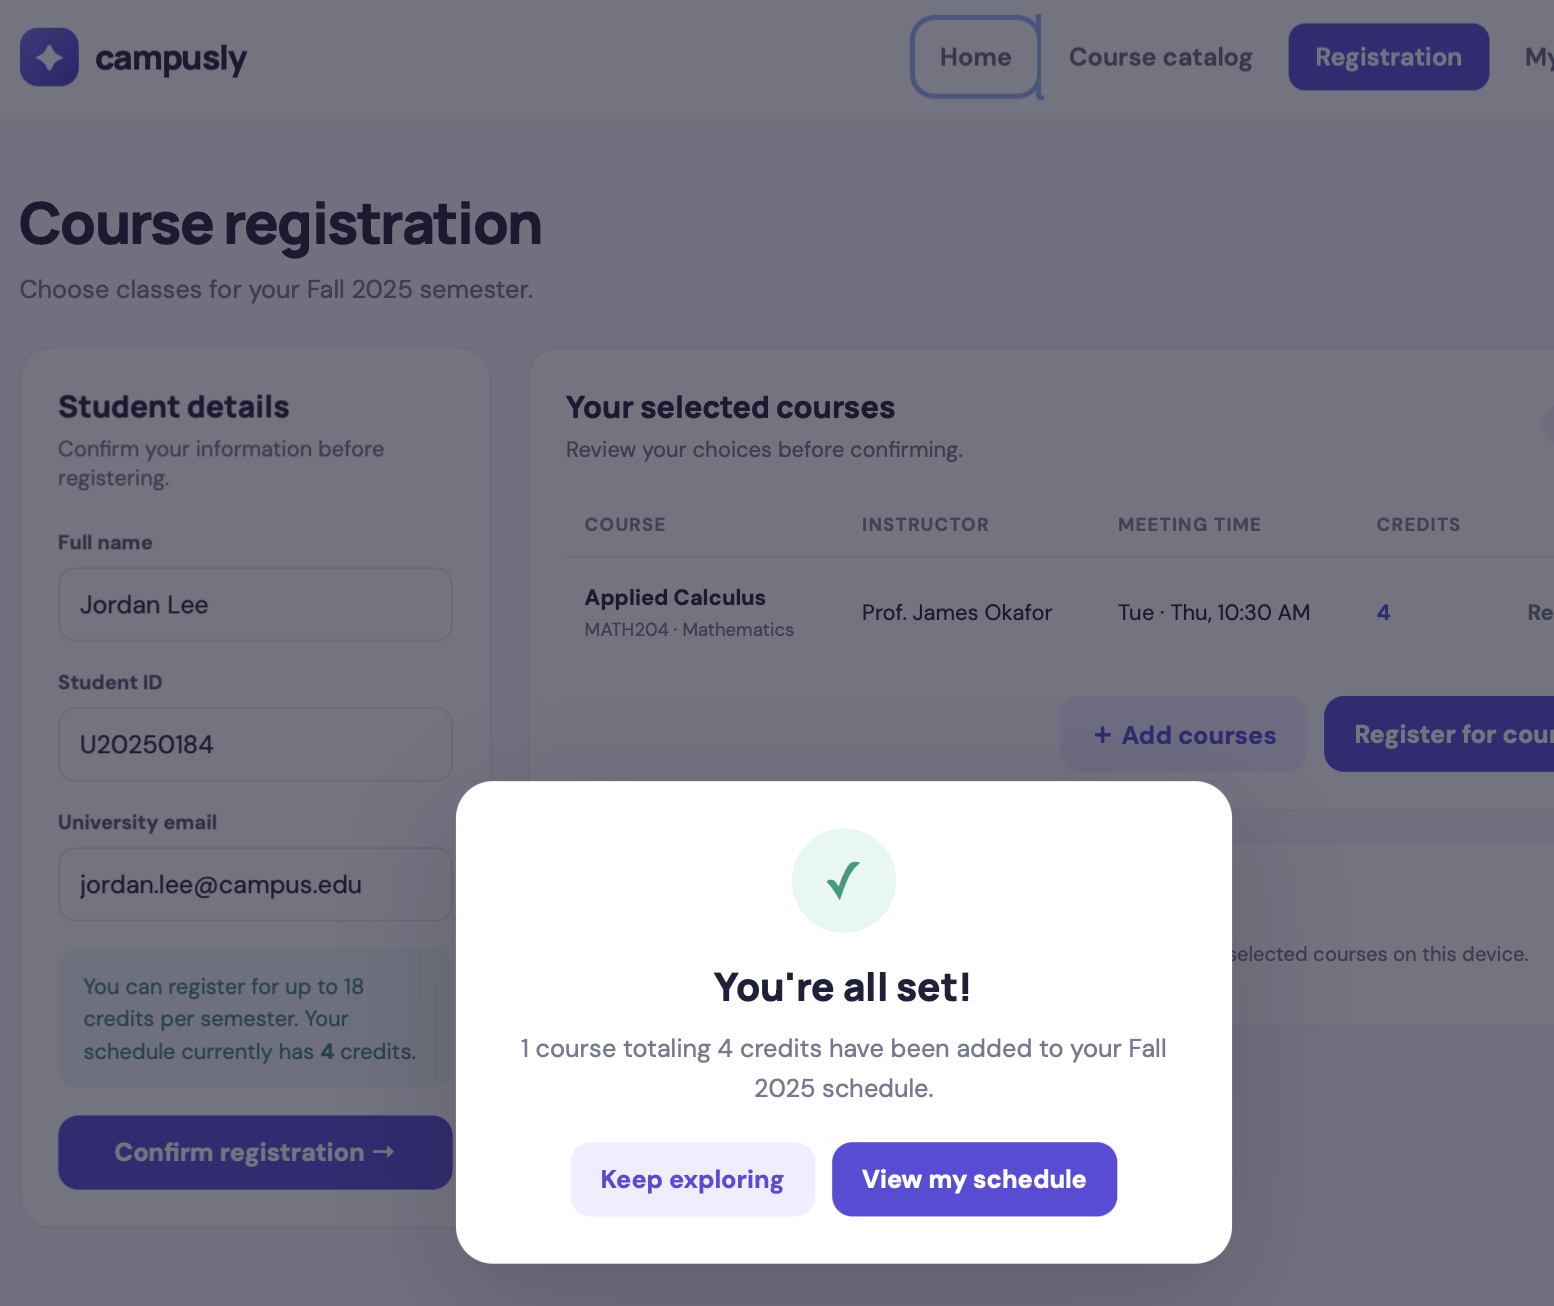 campusly
Home
Course catalog
Registration
Course registration
Choose classes for your Fall 2025 semester.
Student details
Confirm your information before
registering.
Full name
Jordan Lee
Student ID
U20250184
University email
jordan.lee@campus.edu
You can register for up to 18
credits per semester. Your
schedule currently has 4 credits.
Confirm registration →
Your selected courses
Review your choices before confirming.
COURSE INSTRUCTOR MEETING TIME CREDITS
Applied Calculus
MATH204 · Mathematics
Prof. James Okafor
Tue · Thu, 10:30 AM
4
+ Add courses
Register for
selected courses on this device.
✓
You're all set!
1 course totaling 4 credits have been added to your Fall
2025 schedule.
Keep exploring
View my schedule